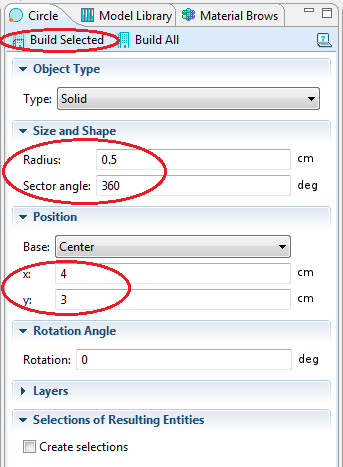 Circle Model Library Material Brows
Build Selected Build All
Object Type
Type: Solid
Size and Shape
Radius: 0.5 cm
Sector angle: 360 deg
Position
Base: Center
x: 4 cm
y: 3 cm
Rotation Angle
Rotation: 0 deg
Layers
Selections of Resulting Entities
Create selections